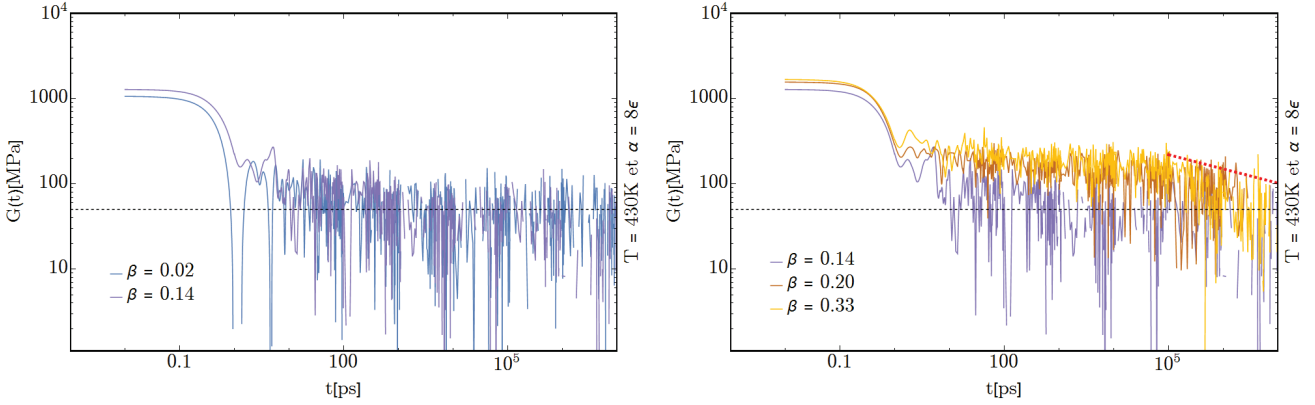 10^4
1000
100
10
G(t)[MPa]
β = 0.02
β = 0.14
0.1
100
10^5
t[ps]
T = 430K et α = 8ϵ
10^4
1000
100
10
G(t)[MPa]
β = 0.14
β = 0.20
β = 0.33
0.1
100
10^5
t[ps]
T = 430K et α = 8ϵ